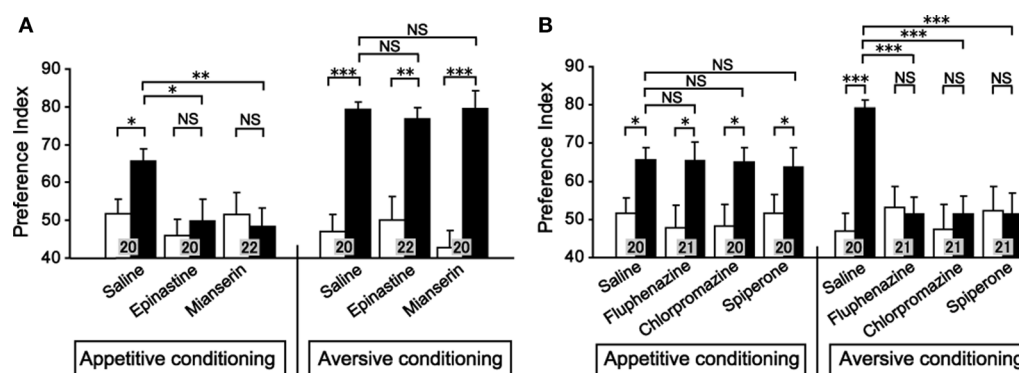 A
Preference Index
90
80
70
60
50
40
NS
NS
**
*
* NS NS
*** ** ***
20 20 22 20 22 20
Saline Epinastine Mianserin Saline Epinastine Mianserin
Appetitive conditioning Aversive conditioning
B
Preference Index
90
80
70
60
50
40
***
***
***
NS
NS
NS
* * * *
*** NS NS NS
20 21 20 20 20 21 21 21
Saline Fluphenazine Chlorpromazine Spiperone Saline Fluphenazine Chlorpromazine Spiperone
Appetitive conditioning Aversive conditioning